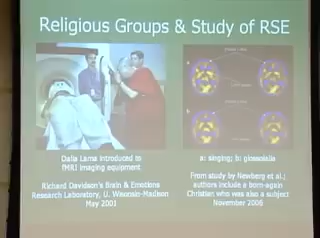 Religious Groups & Study of RSE
Dalia Lama introduced to
fMRI imaging equipment
Richard Davidson's Brain & Emotions
Research Laboratory, U. Wisonsin-Madison
May 2001
a: singing; b: glossolalia
From study by Newberg et al.;
authors include a born-again
Christian who was also a subject
November 2006